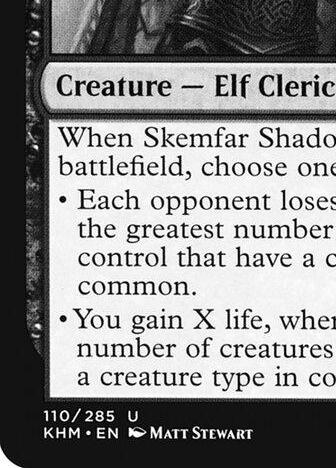 Creature — Elf Cleric
When Skemfar Shado
battlefield, choose one
• Each opponent loses
the greatest number
control that have a c
common.
• You gain X life, wher
number of creatures
a creature type in co
110/285 U
KHM • EN Matt Stewart